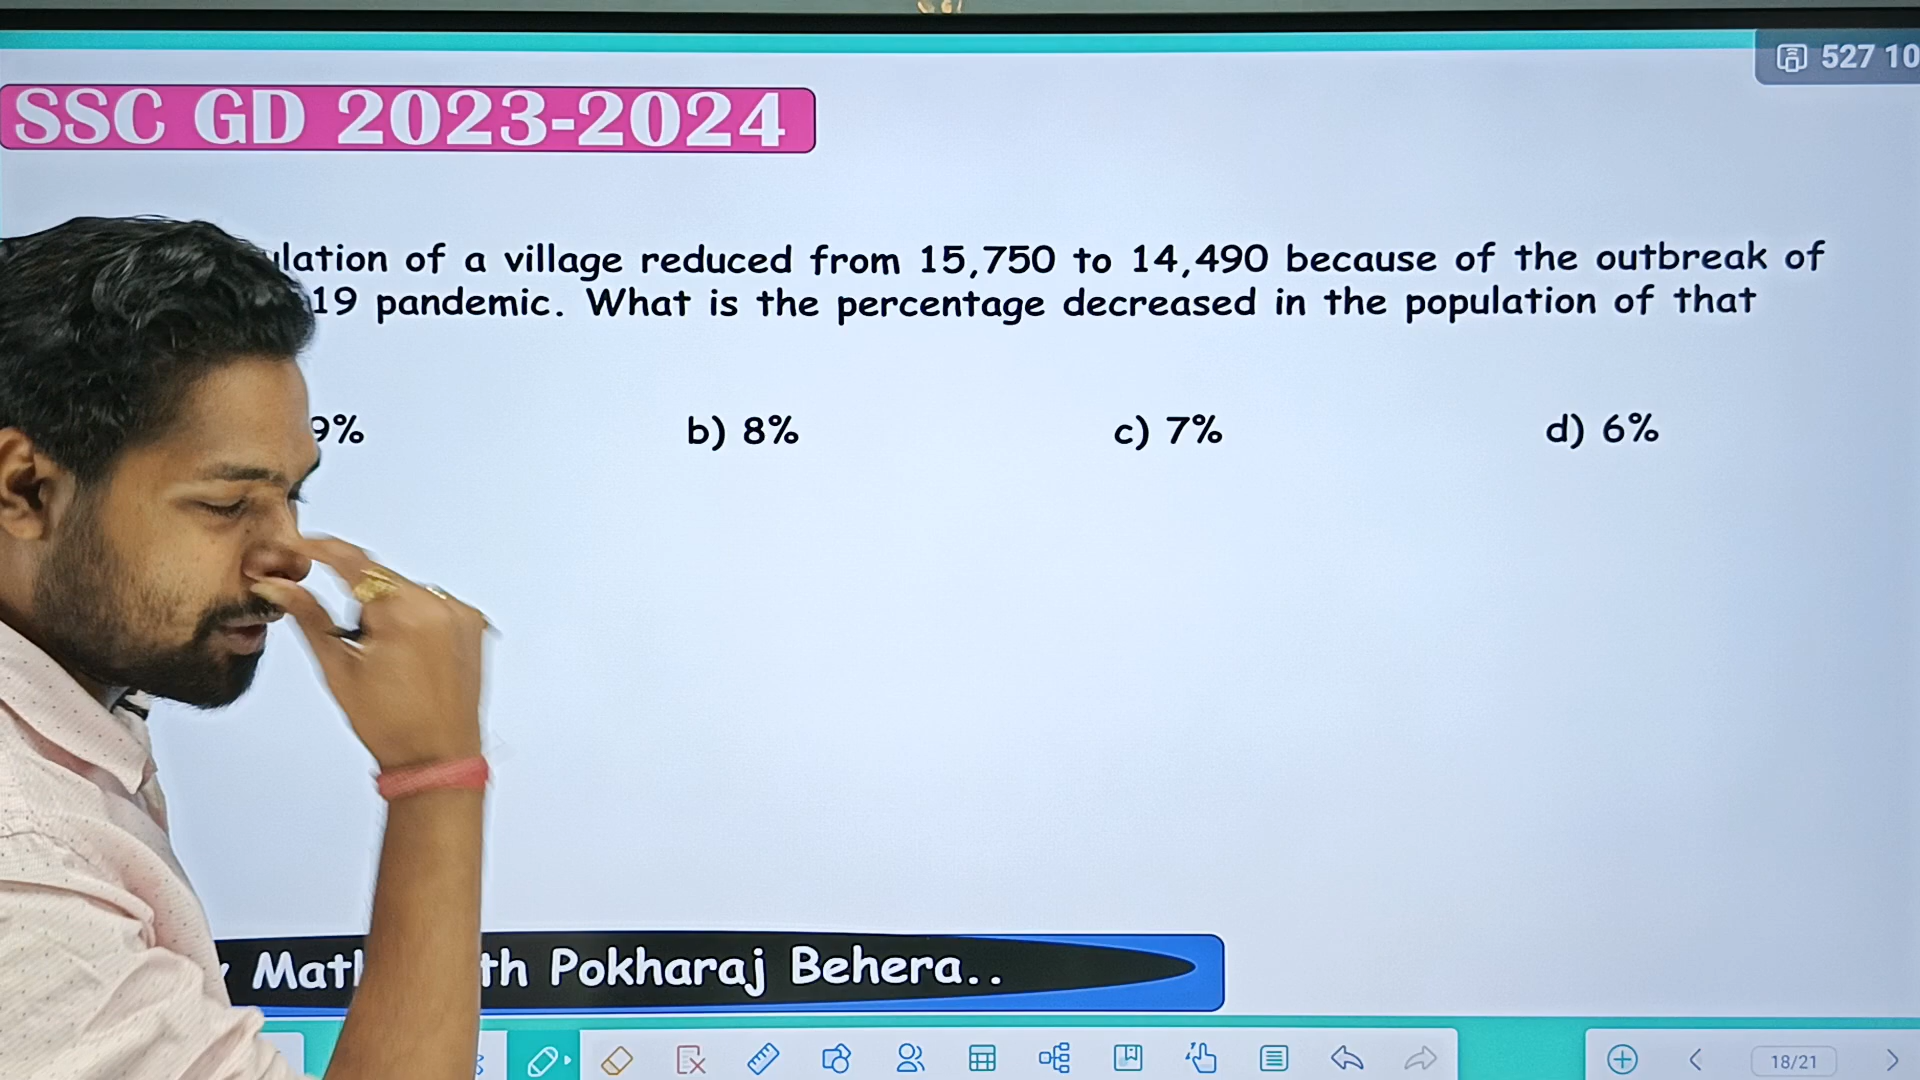 527 10
SSC GD 2023-2024
lation of a village reduced from 15,750 to 14,490 because of the outbreak of
19 pandemic. What is the percentage decreased in the population of that
9% b) 8% c) 7% d) 6%
th Pokharaj Behera..
18/21